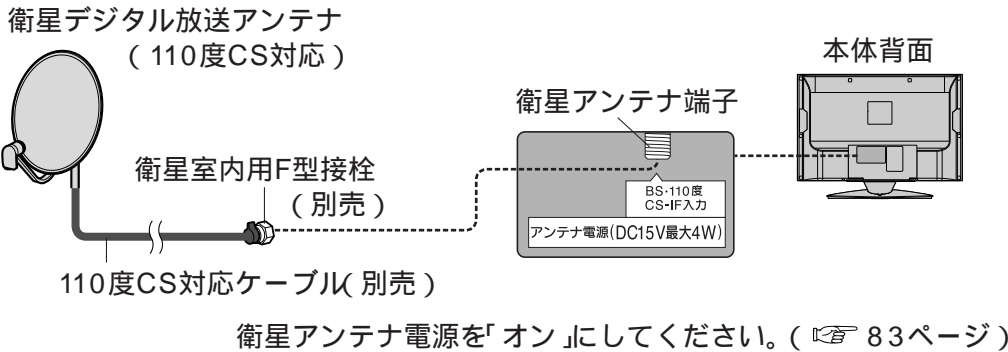 衛星デジタル放送アンテナ
(110度CS対応)
本体背面
衛星アンテナ端子
衛星室内用F型接栓
(別売)
BS・110度
CS-IF入力
アンテナ電源(DC15V最大4W)
110度CS対応ケーブル(別売)
衛星アンテナ電源を「オン」にしてください。(☞ 83ページ)